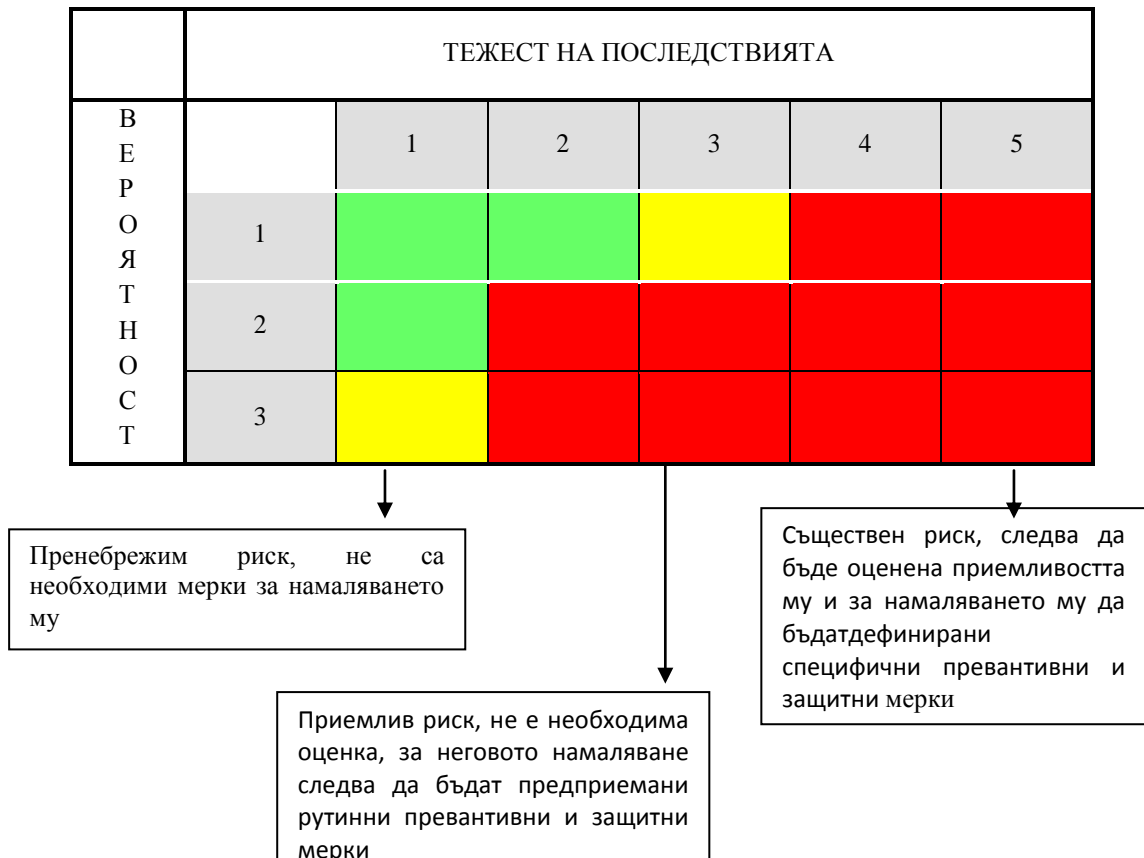 ТЕЖЕСТ НА ПОСЛЕДСТВИЯТА
В
Е
Р
О
Я
Т
Н
О
С
Т
1 2 3 4 5
1
2
3
Пренебрежим риск, не са
необходими мерки за намаляването
му
Съществен риск, следва да
бъде оценена приемливостта
му и за намаляването му да
бъдатдефинирани
специфични превантивни и
защитни мерки
Приемлив риск, не е необходима
оценка, за неговото намаляване
следва да бъдат предприемани
рутинни превантивни и защитни
мерки